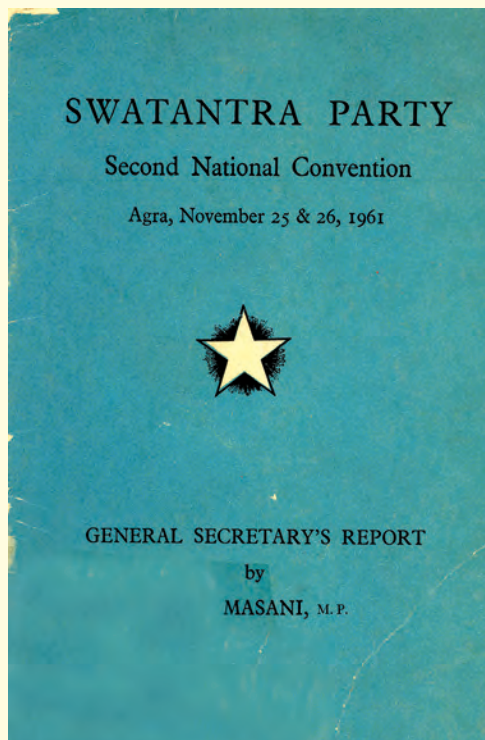 SWATANTRA PARTY
Second National Convention
Agra, November 25 & 26, 1961
GENERAL SECRETARY'S REPORT
by
MASANI, M. P.